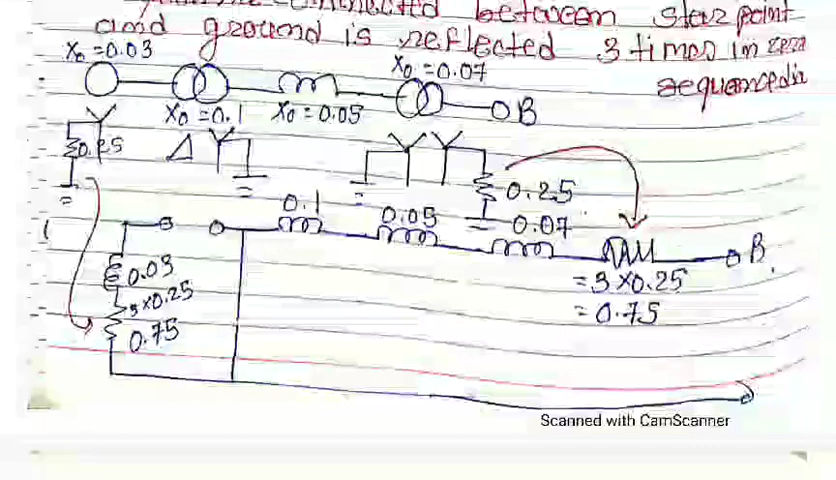 connected between star point
and ground is reflected 3 times in zero
sequence
X₀ = 0.03
X₀ = 0.07
X₀ = 0.1 X₀ = 0.05
B
0.25
Δ
0.25
0.1
0.05
0.07
B
0.03
= 3 x 0.25
3x0.25
= 0.75
0.75
Scanned with CamScanner